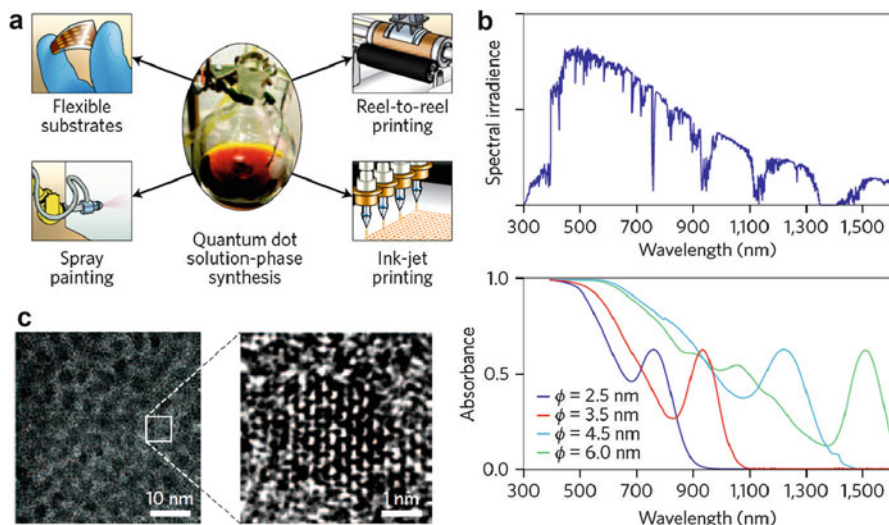 a
Flexible
substrates
Reel-to-reel
printing
Spray
painting
Quantum dot
solution-phase
synthesis
Ink-jet
printing
b
Spectral irradience
300 500 700 900 1,100 1,300 1,500
Wavelength (nm)
Absorbance
1.0
0.5
0.0
ϕ = 2.5 nm
ϕ = 3.5 nm
ϕ = 4.5 nm
ϕ = 6.0 nm
300 500 700 900 1,100 1,300 1,500
Wavelength (nm)
c
10 nm
1 nm